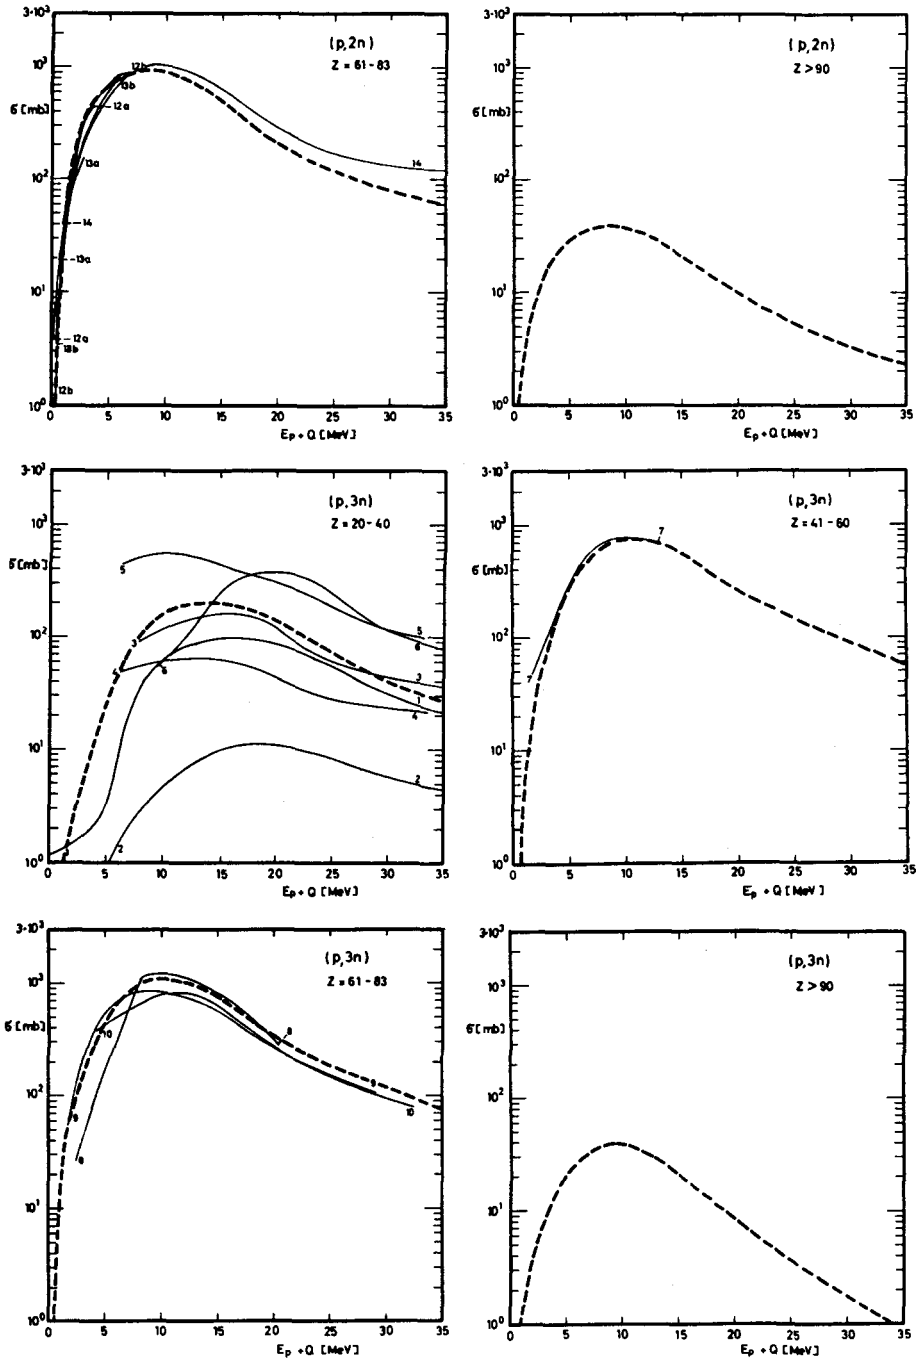 3·10³
(p,2n)
Z = 61-83
10³
12b
13b
σ [mb]
12a
14
13a
10²
14
13a
10¹
12a
13b
12b
10⁰
0 5 10 15 20 25 30 35
Ep + Q [MeV]
3·10³
(p,2n)
Z > 90
10³
σ [mb]
10²
10¹
10⁰
0 5 10 15 20 25 30 35
Ep + Q [MeV]
3·10³
(p,3n)
Z = 20-40
10³
σ [mb]
5
5
6
10²
3
4
6
3
1
4
10¹
2
10⁰
2
0 5 10 15 20 25 30 35
Ep + Q [MeV]
3·10³
(p,3n)
Z = 41-60
10³
7
σ [mb]
10²
7
10¹
10⁰
0 5 10 15 20 25 30 35
Ep + Q [MeV]
3·10³
(p,3n)
Z = 61-83
10³
σ [mb]
10
8
9
10²
9
8
10¹
10⁰
0 5 10 15 20 25 30 35
Ep + Q [MeV]
3·10³
(p,3n)
Z > 90
10³
σ [mb]
10²
10¹
10⁰
0 5 10 15 20 25 30 35
Ep + Q [MeV]